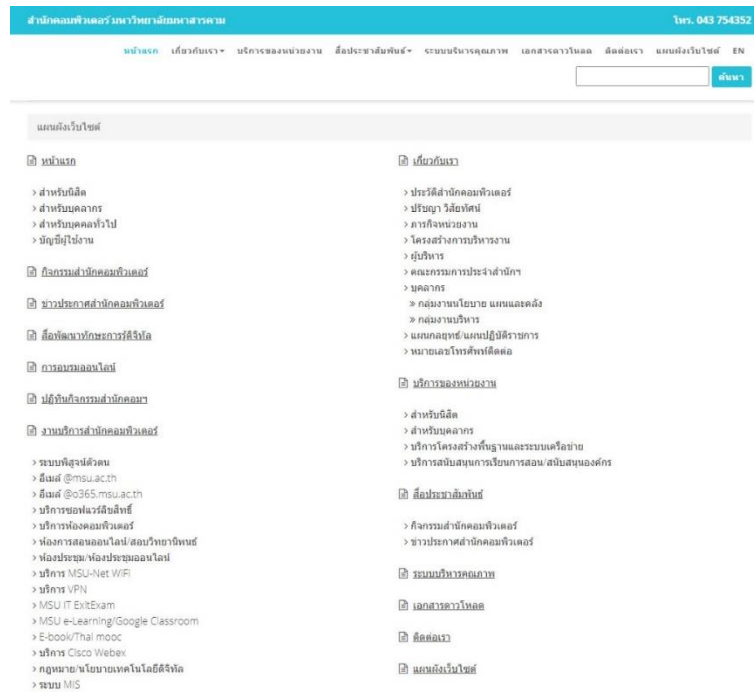 สำนักคอมพิวเตอร์ มหาวิทยาลัยมหาสารคาม
โทร. 043 754352
หน้าแรก เกี่ยวกับเรา บริการของหน่วยงาน สื่อประชาสัมพันธ์ ระบบบริหารคุณภาพ เอกสารดาวโหลด ติดต่อเรา แผนผังเว็บไซต์ EN
ค้นหา
แผนผังเว็บไซต์
หน้าแรก
> สำหรับนิสิต
> สำหรับบุคลากร
> สำหรับบุคคลทั่วไป
> บัญชีผู้ใช้งาน
กิจกรรมสำนักคอมพิวเตอร์
ข่าวประกาศสำนักคอมพิวเตอร์
สื่อพัฒนาทักษะการรู้ดิจิทัล
การอบรมออนไลน์
ปฏิทินกิจกรรมสำนักคอมฯ
งานบริการสำนักคอมพิวเตอร์
> ระบบพิสูจน์ตัวตน
> อีเมล์ @msu.ac.th
> อีเมล์ @o365.msu.ac.th
> บริการซอฟแวร์ลิขสิทธิ์
> บริการห้องคอมพิวเตอร์
> ห้องการสอนออนไลน์/สอบวิทยานิพนธ์
> ห้องประชุม/ห้องประชุมออนไลน์
> บริการ MSU-Net WiFi
> บริการ VPN
> MSU IT ExitExam
> MSU e-Learning/Google Classroom
> E-book/Thai mooc
> บริการ Cisco Webex
> กฎหมาย/นโยบายเทคโนโลยีดิจิทัล
> ระบบ MIS
เกี่ยวกับเรา
> ประวัติสำนักคอมพิวเตอร์
> ปรัชญา วิสัยทัศน์
> ภารกิจหน่วยงาน
> โครงสร้างการบริหารงาน
> ผู้บริหาร
> คณะกรรมการประจำสำนักฯ
> บุคลากร
» กลุ่มงานนโยบาย แผนและคลัง
» กลุ่มงานบริหาร
> แผนกลยุทธ์/แผนปฏิบัติราชการ
> หมายเลขโทรศัพท์ติดต่อ
บริการของหน่วยงาน
> สำหรับนิสิต
> สำหรับบุคลากร
> บริการโครงสร้างพื้นฐานและระบบเครือข่าย
> บริการสนับสนุนการเรียนการสอน/สนับสนุนองค์กร
สื่อประชาสัมพันธ์
> กิจกรรมสำนักคอมพิวเตอร์
> ข่าวประกาศสำนักคอมพิวเตอร์
ระบบบริหารคุณภาพ
เอกสารดาวโหลด
ติดต่อเรา
แผนผังเว็บไซต์